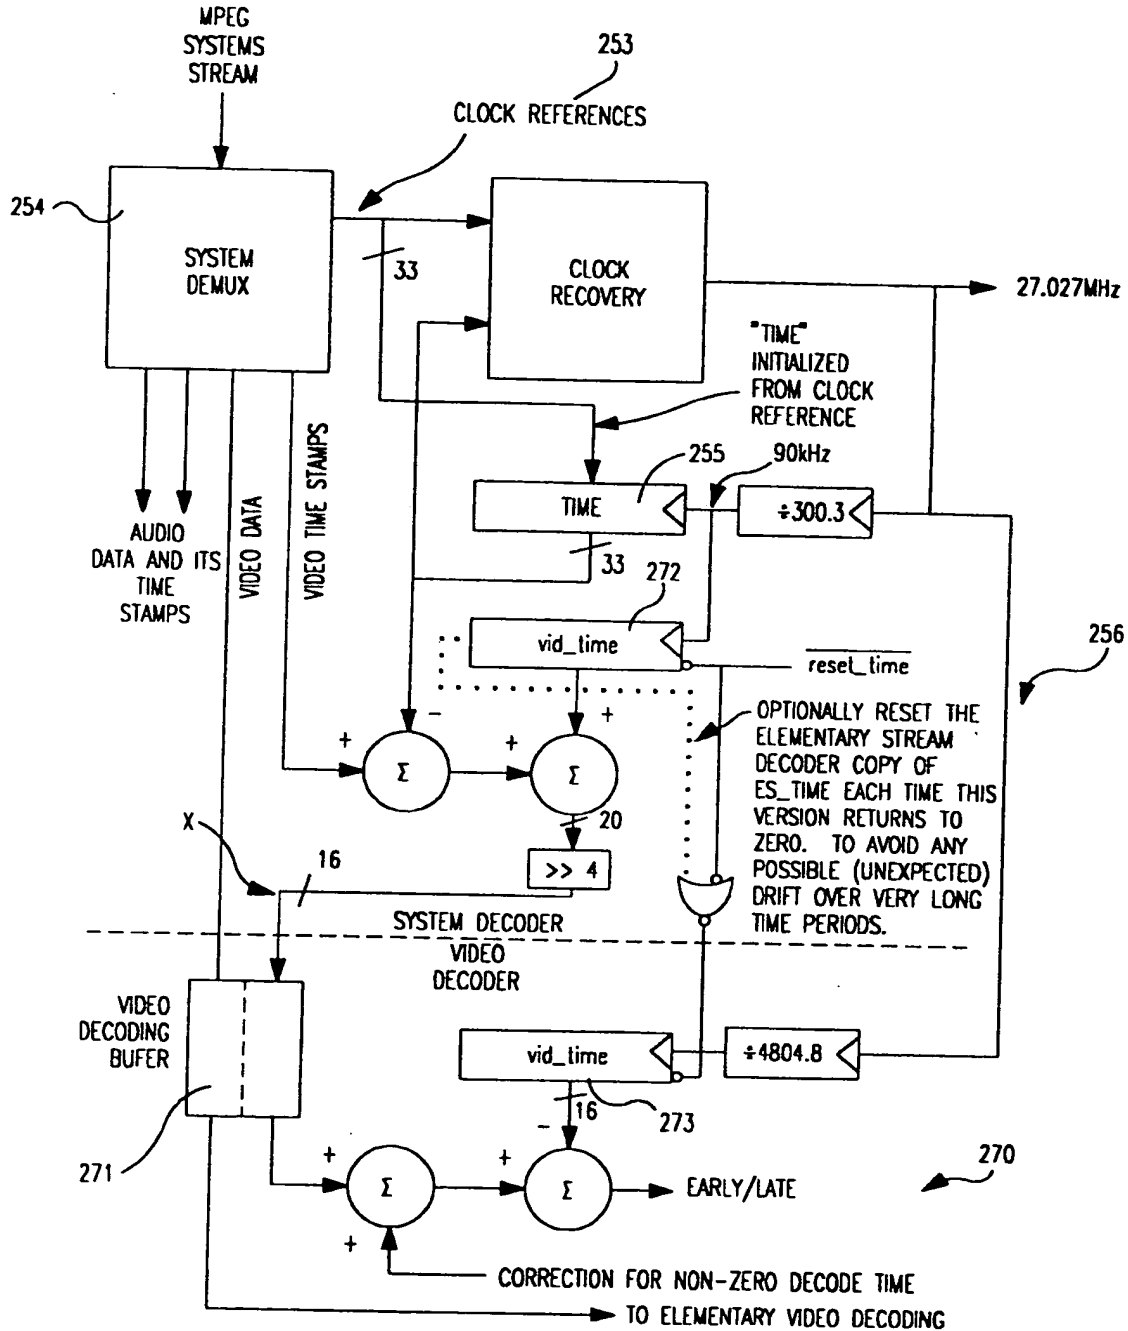 MPEG
SYSTEMS
STREAM
253
CLOCK REFERENCES
254
SYSTEM
DEMUX
33
CLOCK
RECOVERY
27.027MHz
"TIME"
INITIALIZED
FROM CLOCK
REFERENCE
255
90kHz
TIME
÷300.3
33
AUDIO
DATA AND ITS
TIME
STAMPS
VIDEO DATA
VIDEO TIME STAMPS
272
vid_time
reset_time
256
−
+
+
+
Σ
Σ
OPTIONALLY RESET THE
ELEMENTARY STREAM
DECODER COPY OF
ES_TIME EACH TIME THIS
VERSION RETURNS TO
ZERO. TO AVOID ANY
POSSIBLE (UNEXPECTED)
DRIFT OVER VERY LONG
TIME PERIODS.
20
X
16
>> 4
SYSTEM DECODER
VIDEO
DECODER
VIDEO
DECODING
BUFER
vid_time
÷4804.8
16
273
271
−
+
+
Σ
Σ
EARLY/LATE
270
+
CORRECTION FOR NON-ZERO DECODE TIME
TO ELEMENTARY VIDEO DECODING